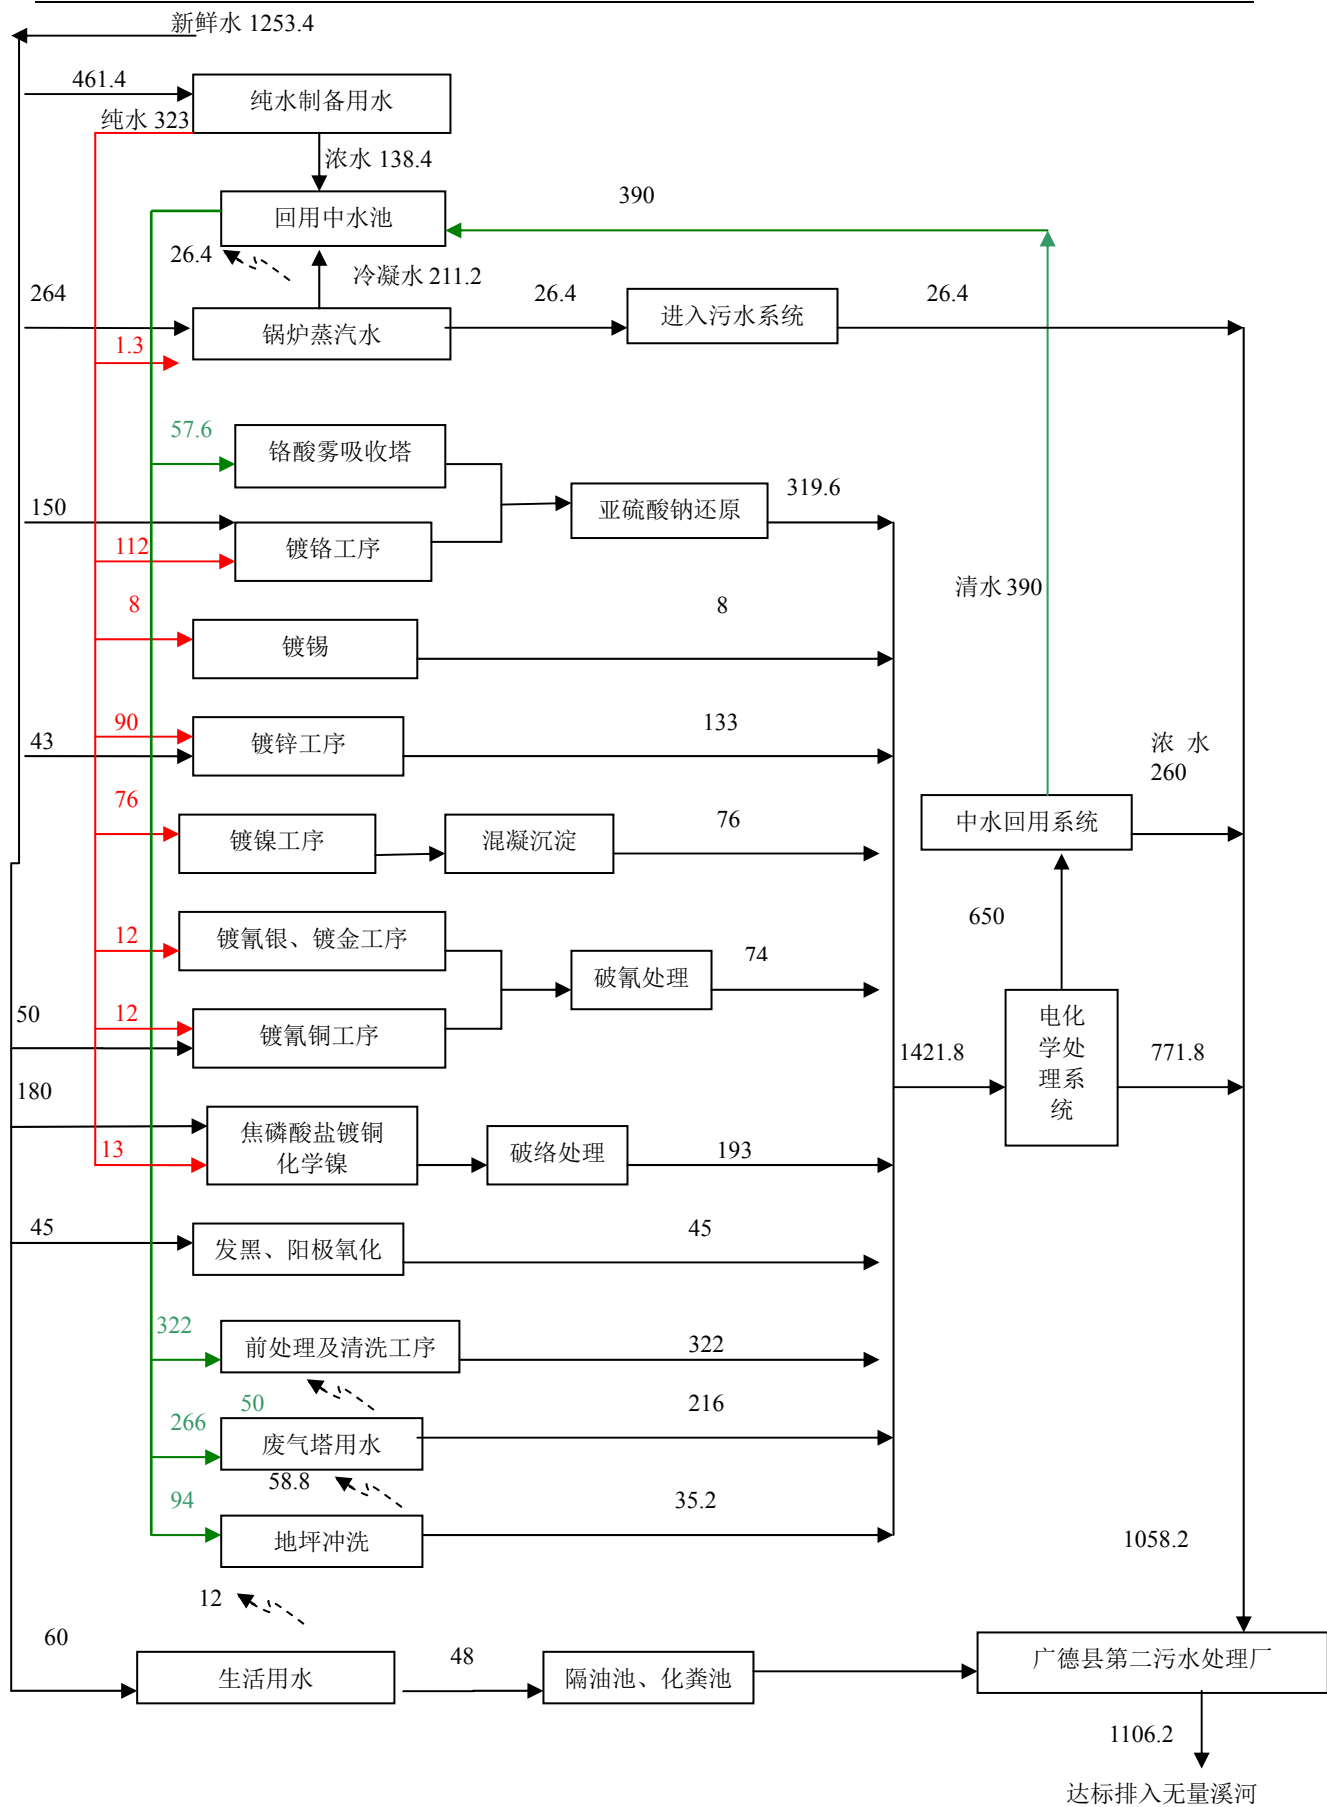 新鲜水 1253.4
461.4
纯水制备用水
纯水 323
浓水 138.4
390
回用中水池
26.4
冷凝水 211.2
264
26.4
26.4
进入污水系统
锅炉蒸汽水
1.3
57.6
铬酸雾吸收塔
319.6
150
亚硫酸钠还原
112
镀铬工序
清水 390
8
8
镀锡
90
133
43
镀锌工序
浓 水
260
76
76
中水回用系统
镀镍工序
混凝沉淀
650
12
镀氰银、镀金工序
74
破氰处理
50
12
镀氰铜工序
电化
学处
理系
统
1421.8
771.8
180
焦磷酸盐镀铜
化学镍
13
破络处理
193
45
45
发黑、阳极氧化
322
前处理及清洗工序
322
50
216
266
废气塔用水
58.8
94
35.2
地坪冲洗
1058.2
12
60
48
生活用水
隔油池、化粪池
广德县第二污水处理厂
1106.2
达标排入无量溪河